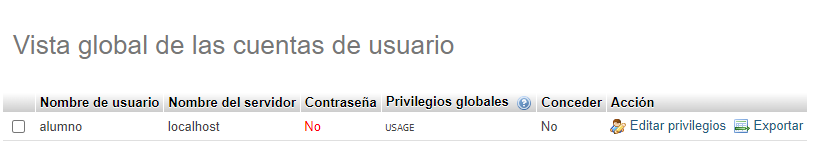 Vista global de las cuentas de usuario
Nombre de usuario Nombre del servidor Contraseña Privilegios globales Conceder Acción
alumno localhost No USAGE No Editar privilegios Exportar